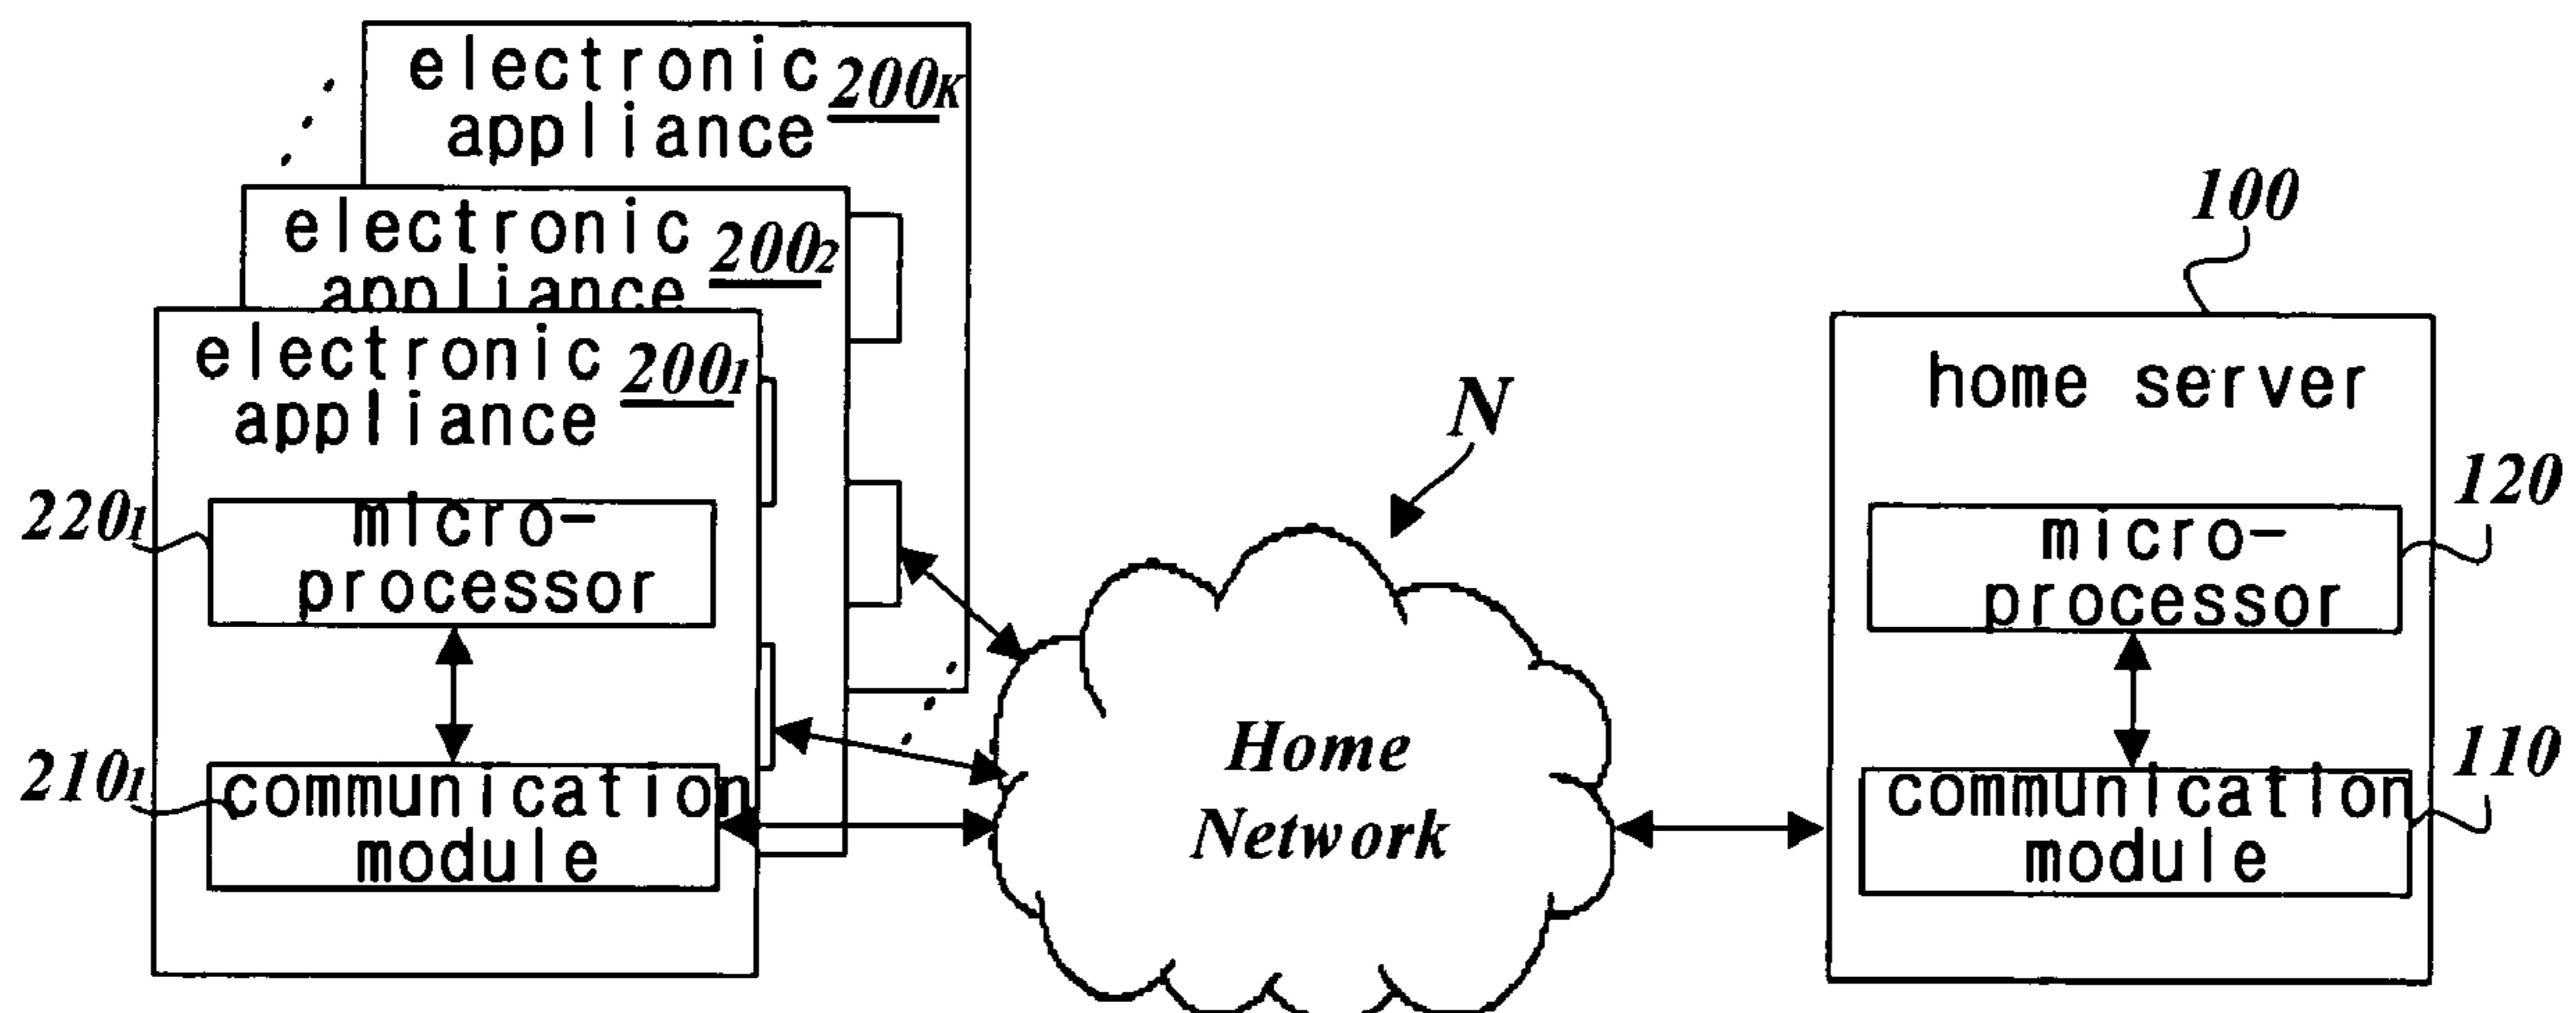 electronic 200K
appliance
electronic 2002
appliance
electronic 2001
appliance
2201
micro-
processor
2101
communication
module
N
Home
Network
100
home server
120
micro-
processor
110
communication
module